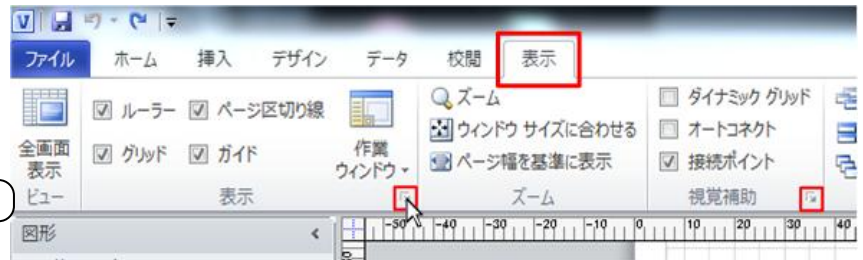 V
ファイル ホーム 挿入 デザイン データ 校閲 表示
全画面
表示
ルーラー ページ区切り線
グリッド ガイド
作業
ウィンドウ
ズーム
ウィンドウ サイズに合わせる
ページ幅を基準に表示
ダイナミック グリッド
オートコネクト
接続ポイント
ビュー 表示 ズーム 視覚補助
図形
-50 -40 -30 -20 -10 0 10 20 30 40